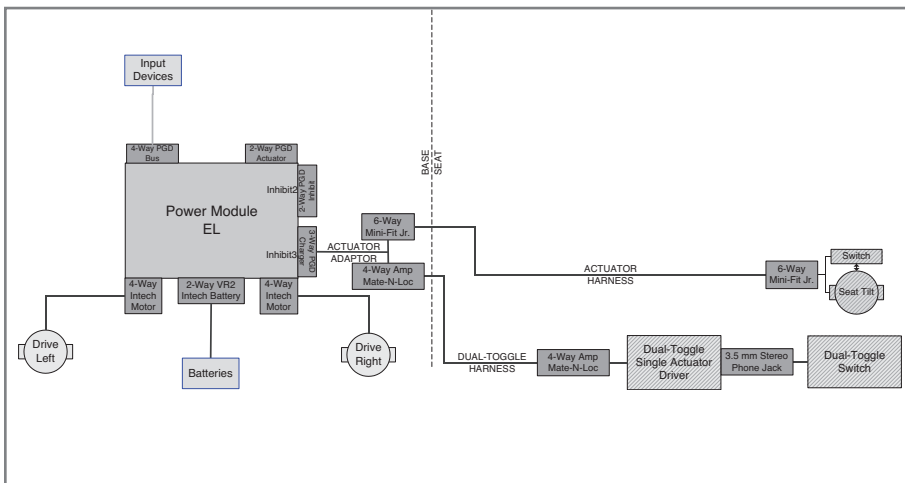 Input
Devices
4-Way PGD
Bus
2-Way PGD
Actuator
Inhibit2
2-Way PGD
Inhibit
Power Module
EL
Inhibit3
3-Way PGD
Charger
4-Way
Intech
Motor
2-Way VR2
Intech Battery
4-Way
Intech
Motor
Drive
Left
Batteries
Drive
Right
ACTUATOR
ADAPTOR
6-Way
Mini-Fit Jr.
4-Way Amp
Mate-N-Loc
BASE
SEAT
ACTUATOR
HARNESS
6-Way
Mini-Fit Jr.
Switch
Seat Tilt
DUAL-TOGGLE
HARNESS
4-Way Amp
Mate-N-Loc
Dual-Toggle
Single Actuator
Driver
3.5 mm Stereo
Phone Jack
Dual-Toggle
Switch